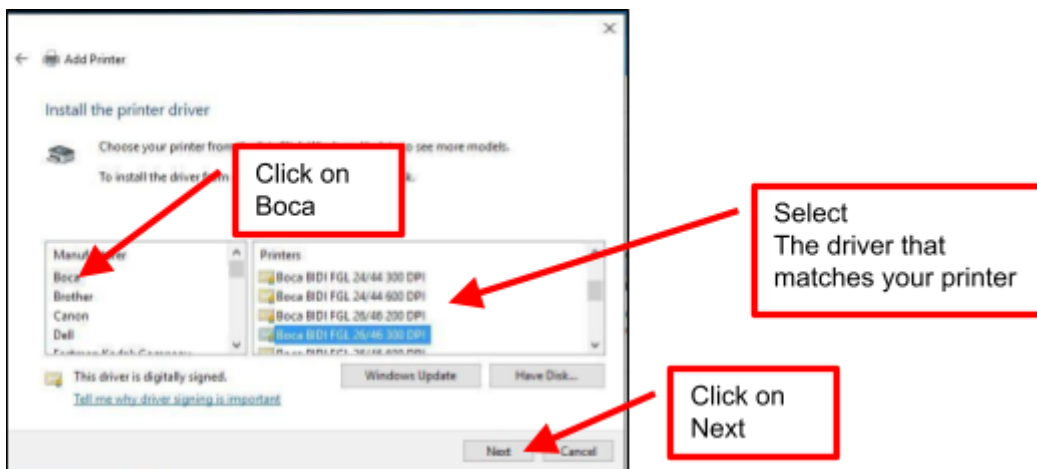 Add Printer
Install the printer driver
Choose your printer from to see more models.
To install the driver from
Click on
Boca
Select
The driver that
matches your printer
Printers
Boca
Boca BIDI FGL 24/44 300 DPI
Brother
Boca BIDI FGL 24/44 600 DPI
Canon
Boca BIDI FGL 26/46 200 DPI
Dell
Boca BIDI FGL 26/46 300 DPI
This driver is digitally signed.
Windows Update
Have Disk...
Tell me why driver signing is important
Click on
Next
Next
Cancel